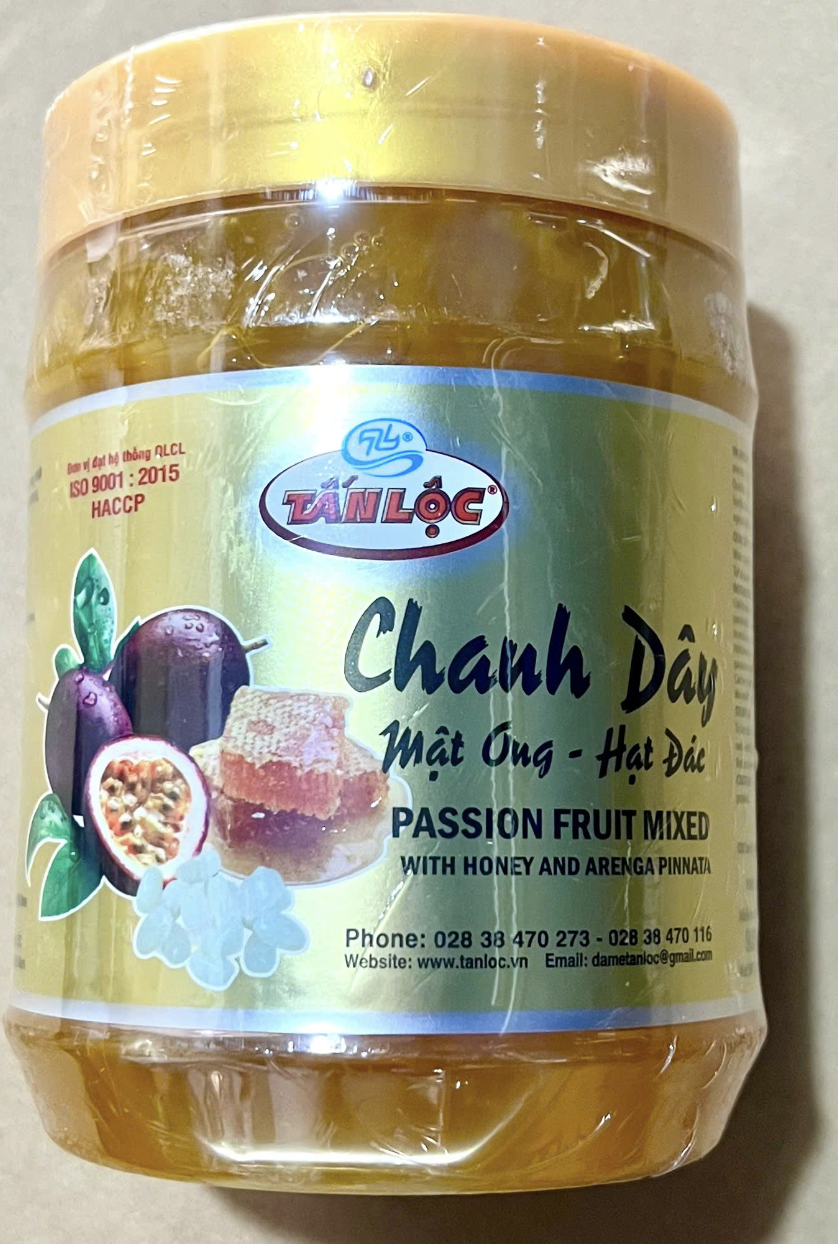 Đơn vị đạt hệ thống QLCL
ISO 9001 : 2015
HACCP
TL®
TẤN LỘC®
Chanh Dây
Mật Ong - Hạt Đác
PASSION FRUIT MIXED
WITH HONEY AND ARENGA PINNATA
Phone: 028 38 470 273 - 028 38 470 116
Website: www.tanloc.vn Email: dametanloc@gmail.com